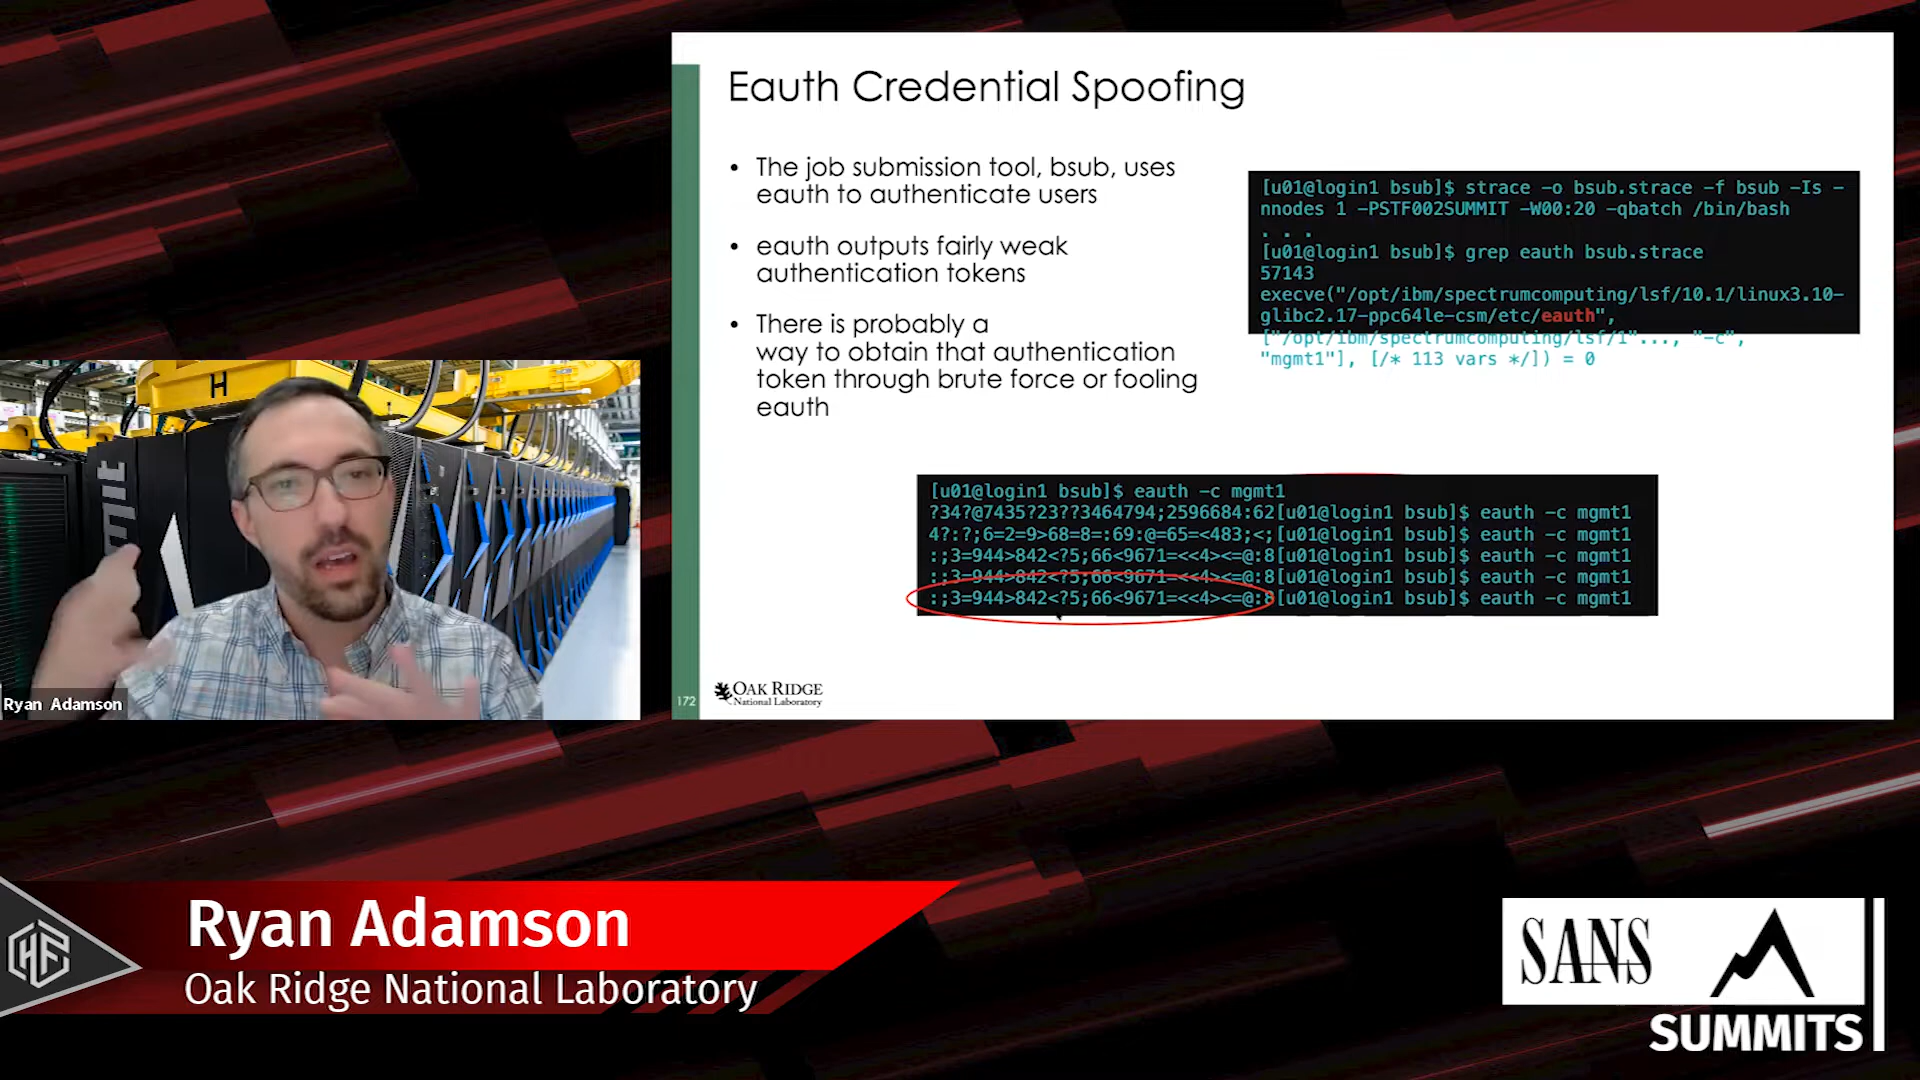 Eauth Credential Spoofing
• The job submission tool, bsub, uses
eauth to authenticate users
• eauth outputs fairly weak
authentication tokens
• There is probably a
way to obtain that authentication
token through brute force or fooling
eauth
[u01@login1 bsub]$ strace -o bsub.strace -f bsub -Is -
nnodes 1 -PSTF002SUMMIT -W00:20 -qbatch /bin/bash
. . .
[u01@login1 bsub]$ grep eauth bsub.strace
57143
execve("/opt/ibm/spectrumcomputing/lsf/10.1/linux3.10-
glibc2.17-ppc64le-csm/etc/eauth",
["/opt/ibm/spectrumcomputing/lsf/1"..., "-c",
"mgmt1"], [/* 113 vars */]) = 0
[u01@login1 bsub]$ eauth -c mgmt1
?34?@7435?23??3464794;2596684:62[u01@login1 bsub]$ eauth -c mgmt1
4?:?;6=2=9>68=8=:69:@=65=<483;<;[u01@login1 bsub]$ eauth -c mgmt1
:;3=944>842<?5;66<9671=<<4><=@:8[u01@login1 bsub]$ eauth -c mgmt1
:;3=944>842<?5;66<9671=<<4><=@:8[u01@login1 bsub]$ eauth -c mgmt1
:;3=944>842<?5;66<9671=<<4><=@:8[u01@login1 bsub]$ eauth -c mgmt1
172
OAK RIDGE
National Laboratory
H
mit
Ryan Adamson
Ryan Adamson
Oak Ridge National Laboratory
HF
SANS
SUMMITS